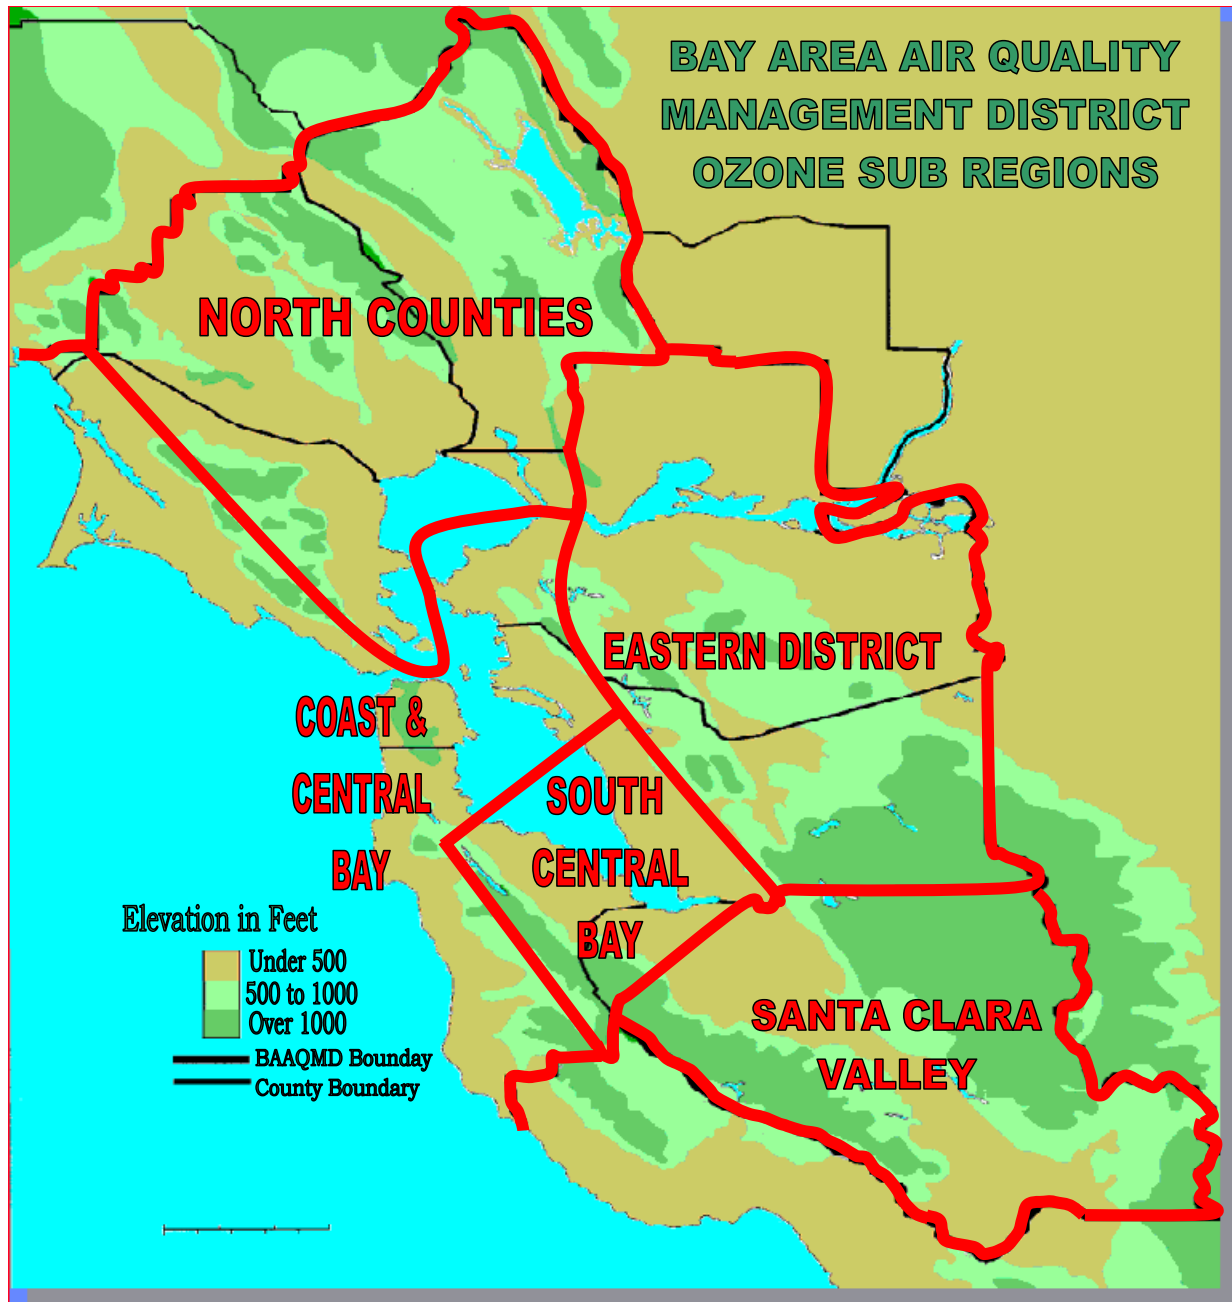 BAY AREA AIR QUALITY
MANAGEMENT DISTRICT
OZONE SUB REGIONS
NORTH COUNTIES
EASTERN DISTRICT
COAST &
CENTRAL
BAY
SOUTH
CENTRAL
BAY
SANTA CLARA
VALLEY
Elevation in Feet
Under 500
500 to 1000
Over 1000
BAAQMD Bounday
County Boundary